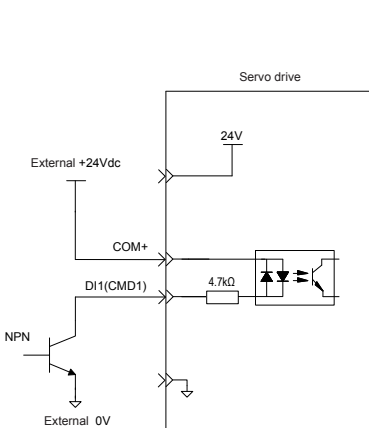 Servo drive
24V
External +24Vdc
COM+
DI1(CMD1)
4.7kΩ
NPN
External 0V